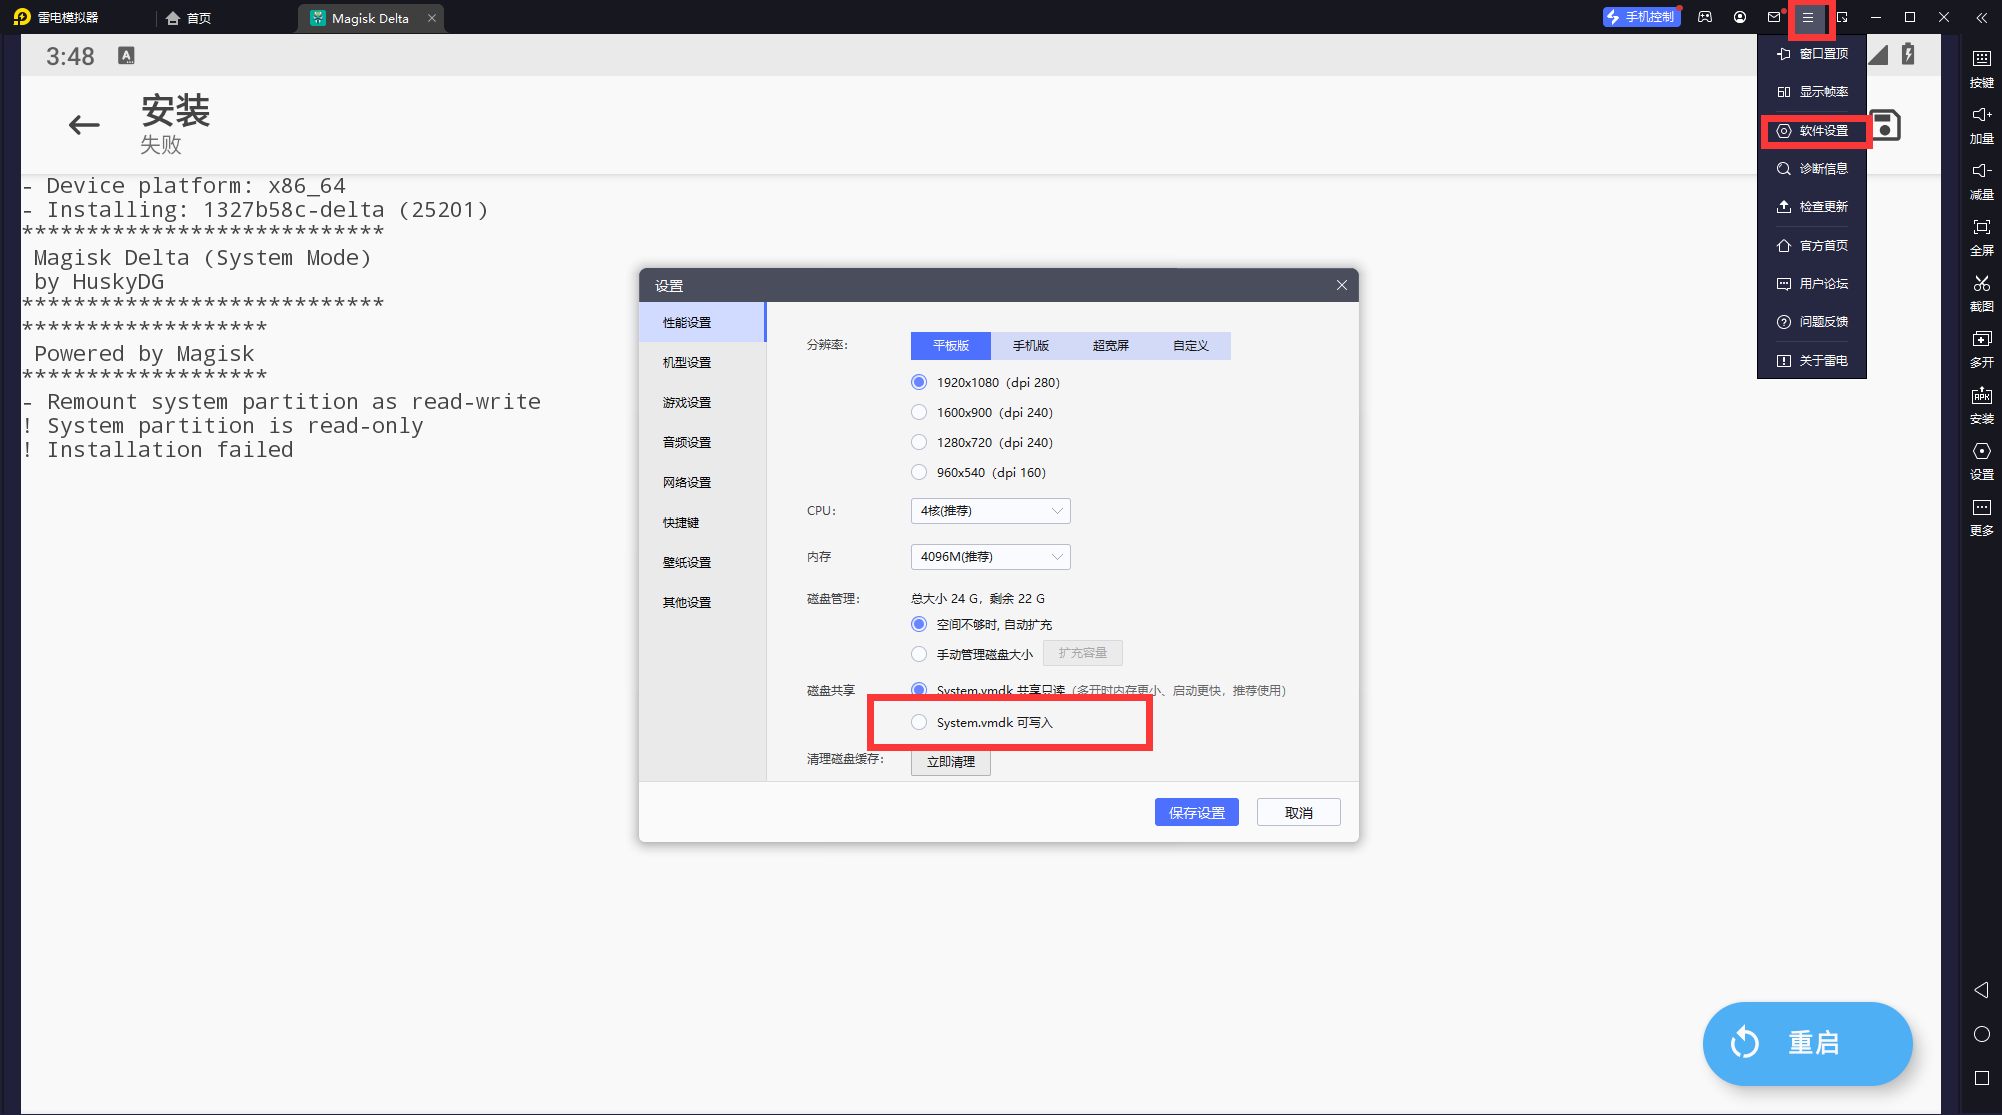 雷电模拟器
首页
Magisk Delta
手机控制
3:48
A
安装
失败
- Device platform: x86_64
- Installing: 1327b58c-delta (25201)
******************************
Magisk Delta (System Mode)
by HuskyDG
******************************
********************
Powered by Magisk
********************
- Remount system partition as read-write
! System partition is read-only
! Installation failed
窗口置顶
显示帧率
软件设置
诊断信息
检查更新
官方首页
用户论坛
问题反馈
关于雷电
设置
性能设置
机型设置
游戏设置
音频设置
网络设置
快捷键
壁纸设置
其他设置
分辨率:
平板版
手机版
超宽屏
自定义
1920x1080 (dpi 280)
1600x900 (dpi 240)
1280x720 (dpi 240)
960x540 (dpi 160)
CPU:
4核(推荐)
内存
4096M(推荐)
磁盘管理:
总大小 24 G，剩余 22 G
空间不够时, 自动扩充
手动管理磁盘大小
扩充容量
磁盘共享
System.vmdk 共享只读 (多开时内存更小、启动更快，推荐使用)
System.vmdk 可写入
清理磁盘缓存:
立即清理
保存设置
取消
按键
加量
减量
全屏
截图
多开
APK
安装
设置
更多
重启